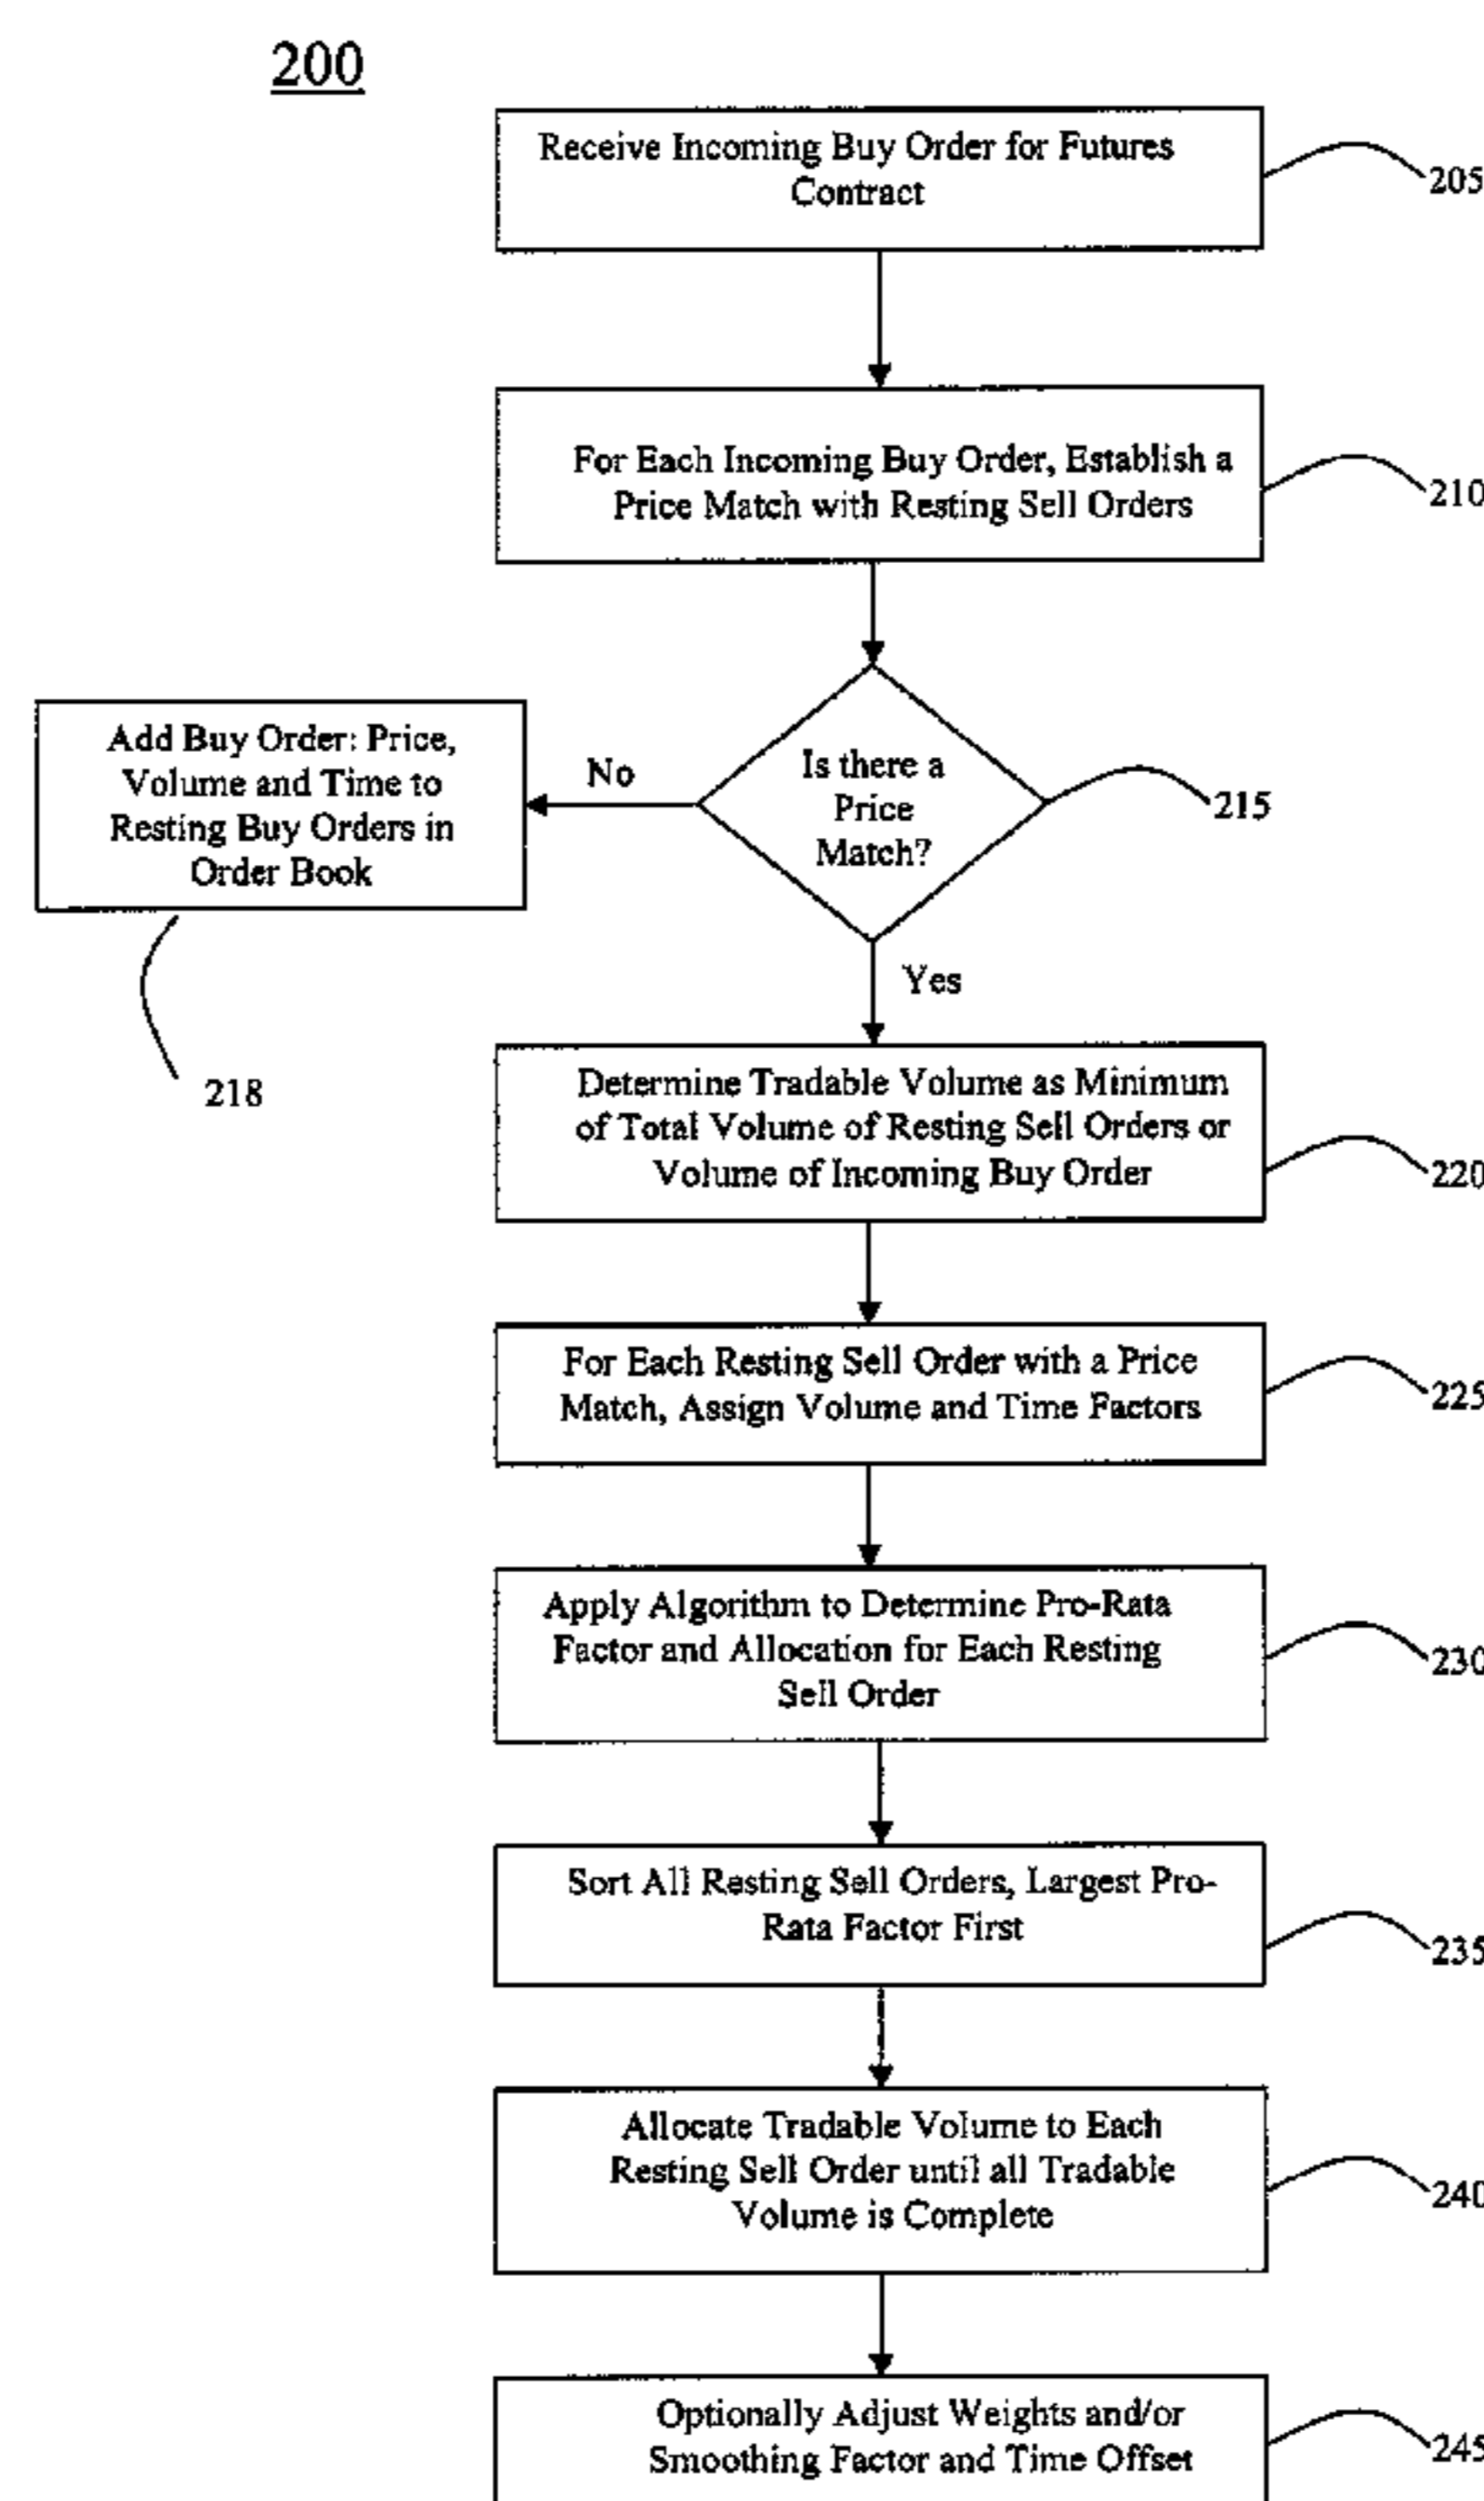 200
Receive Incoming Buy Order for Futures
Contract
205
For Each Incoming Buy Order, Establish a
Price Match with Resting Sell Orders
210
Add Buy Order: Price,
Volume and Time to
Resting Buy Orders in
Order Book
218
No
Is there a
Price
Match?
215
Yes
Determine Tradable Volume as Minimum
of Total Volume of Resting Sell Orders or
Volume of Incoming Buy Order
220
For Each Resting Sell Order with a Price
Match, Assign Volume and Time Factors
225
Apply Algorithm to Determine Pro-Rata
Factor and Allocation for Each Resting
Sell Order
230
Sort All Resting Sell Orders, Largest Pro-
Rata Factor First
235
Allocate Tradable Volume to Each
Resting Sell Order until all Tradable
Volume is Complete
240
Optionally Adjust Weights and/or
Smoothing Factor and Time Offset
245